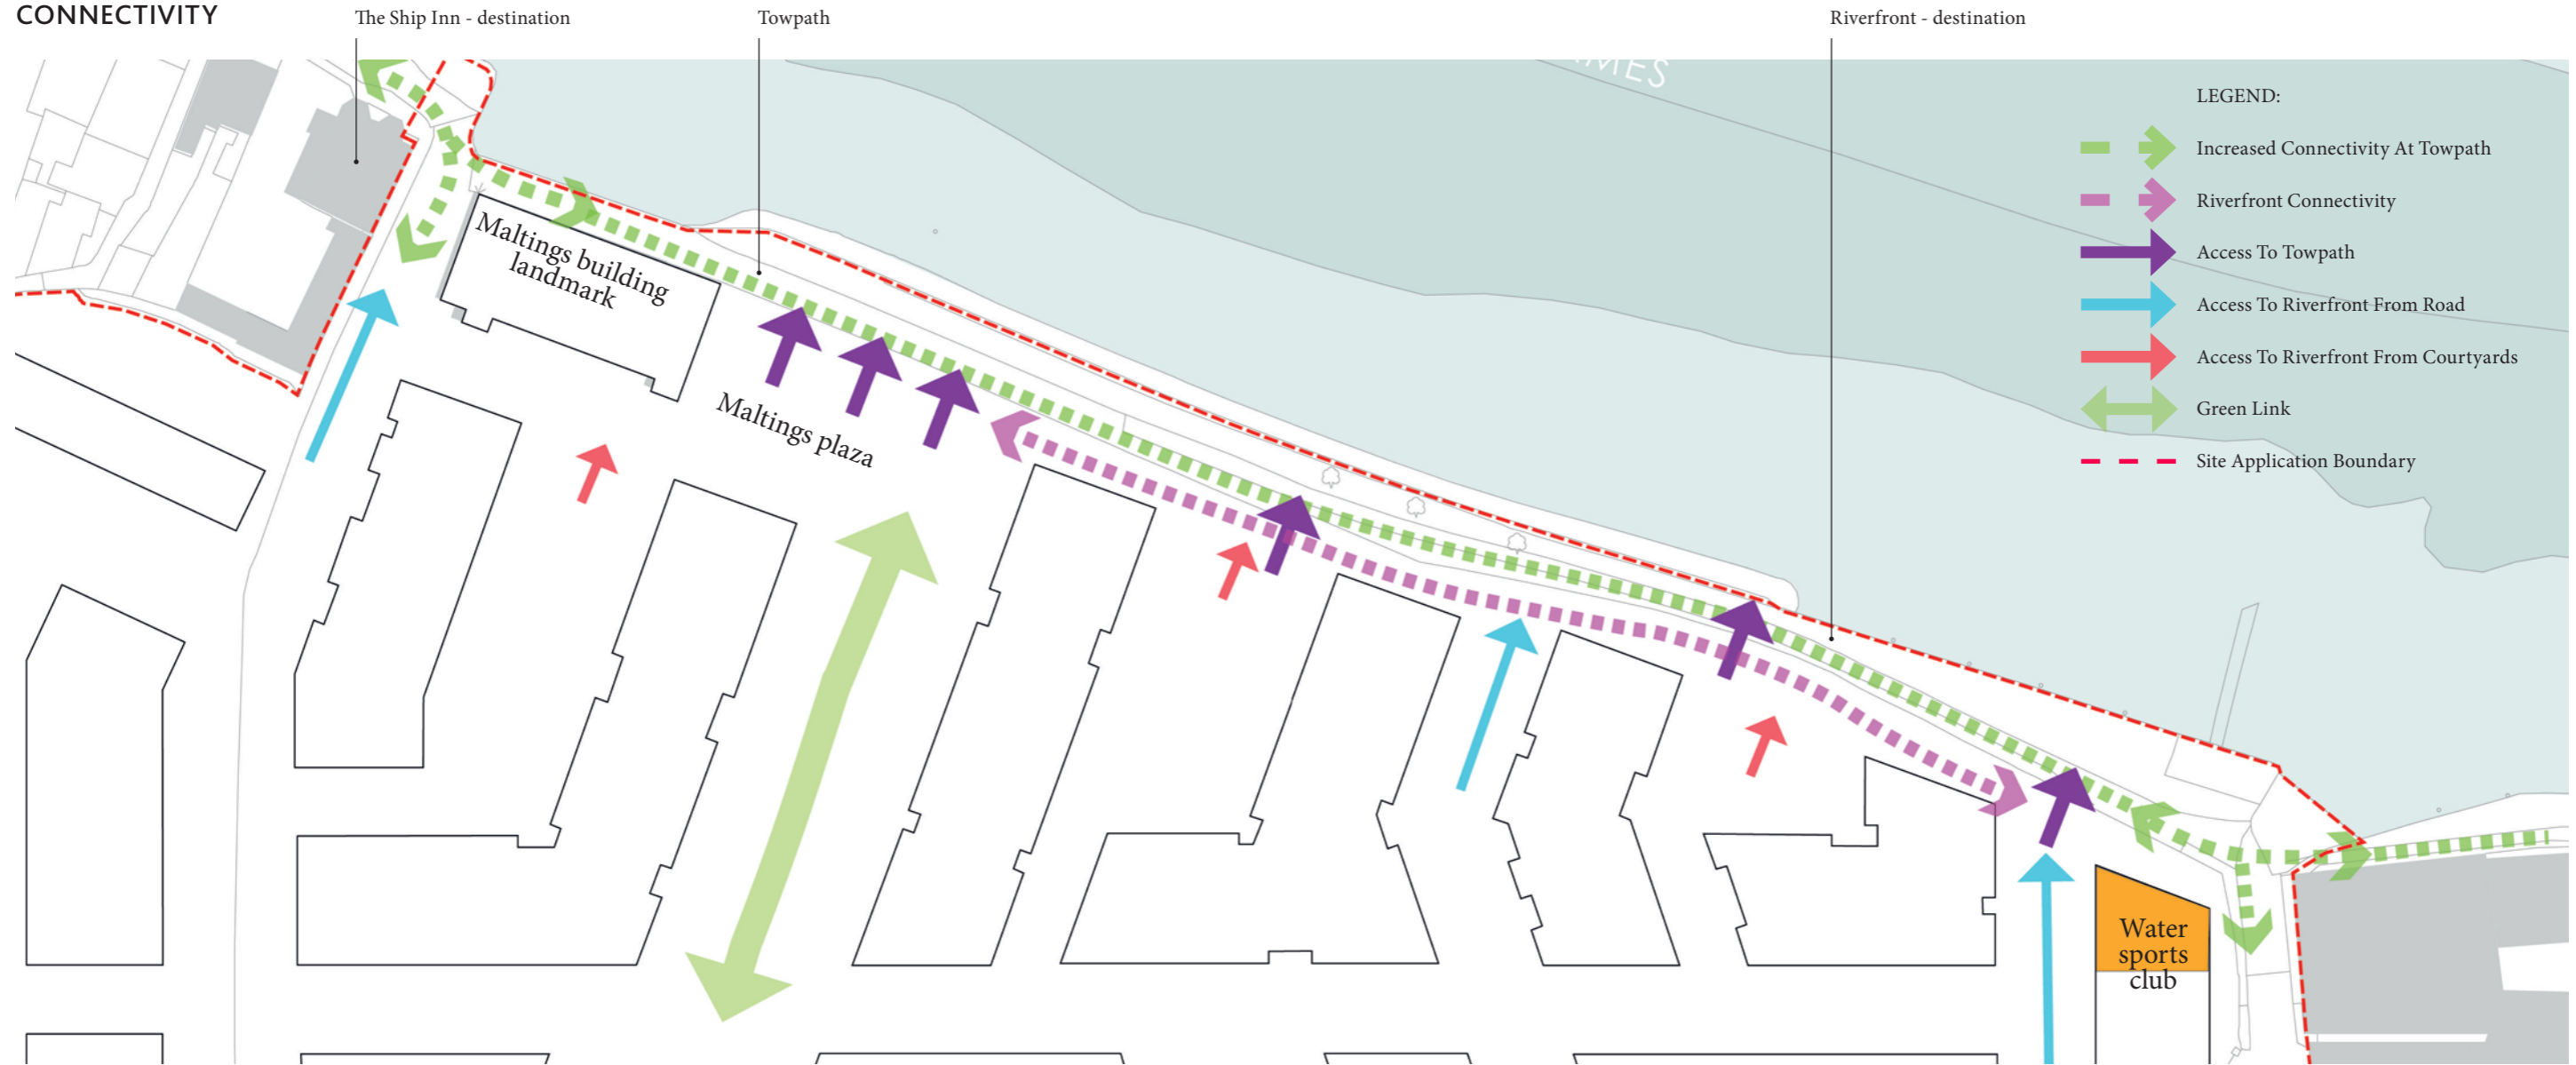 CONNECTIVITY
The Ship Inn - destination
Towpath
Riverfront - destination
LEGEND:
Increased Connectivity At Towpath
Riverfront Connectivity
Access To Towpath
Access To Riverfront From Road
Access To Riverfront From Courtyards
Green Link
Site Application Boundary
Maltings building
landmark
Maltings plaza
Water
sports
club